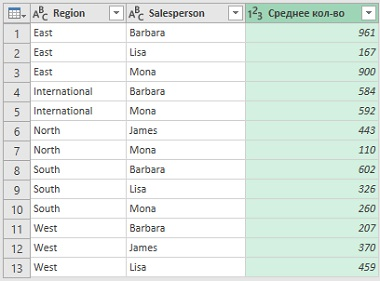 ABC Region ABC Salesperson 123 Среднее кол-во
1 East Barbara 961
2 East Lisa 167
3 East Mona 900
4 International Barbara 584
5 International Mona 592
6 North James 443
7 North Mona 110
8 South Barbara 602
9 South Lisa 326
10 South Mona 260
11 West Barbara 207
12 West James 370
13 West Lisa 459